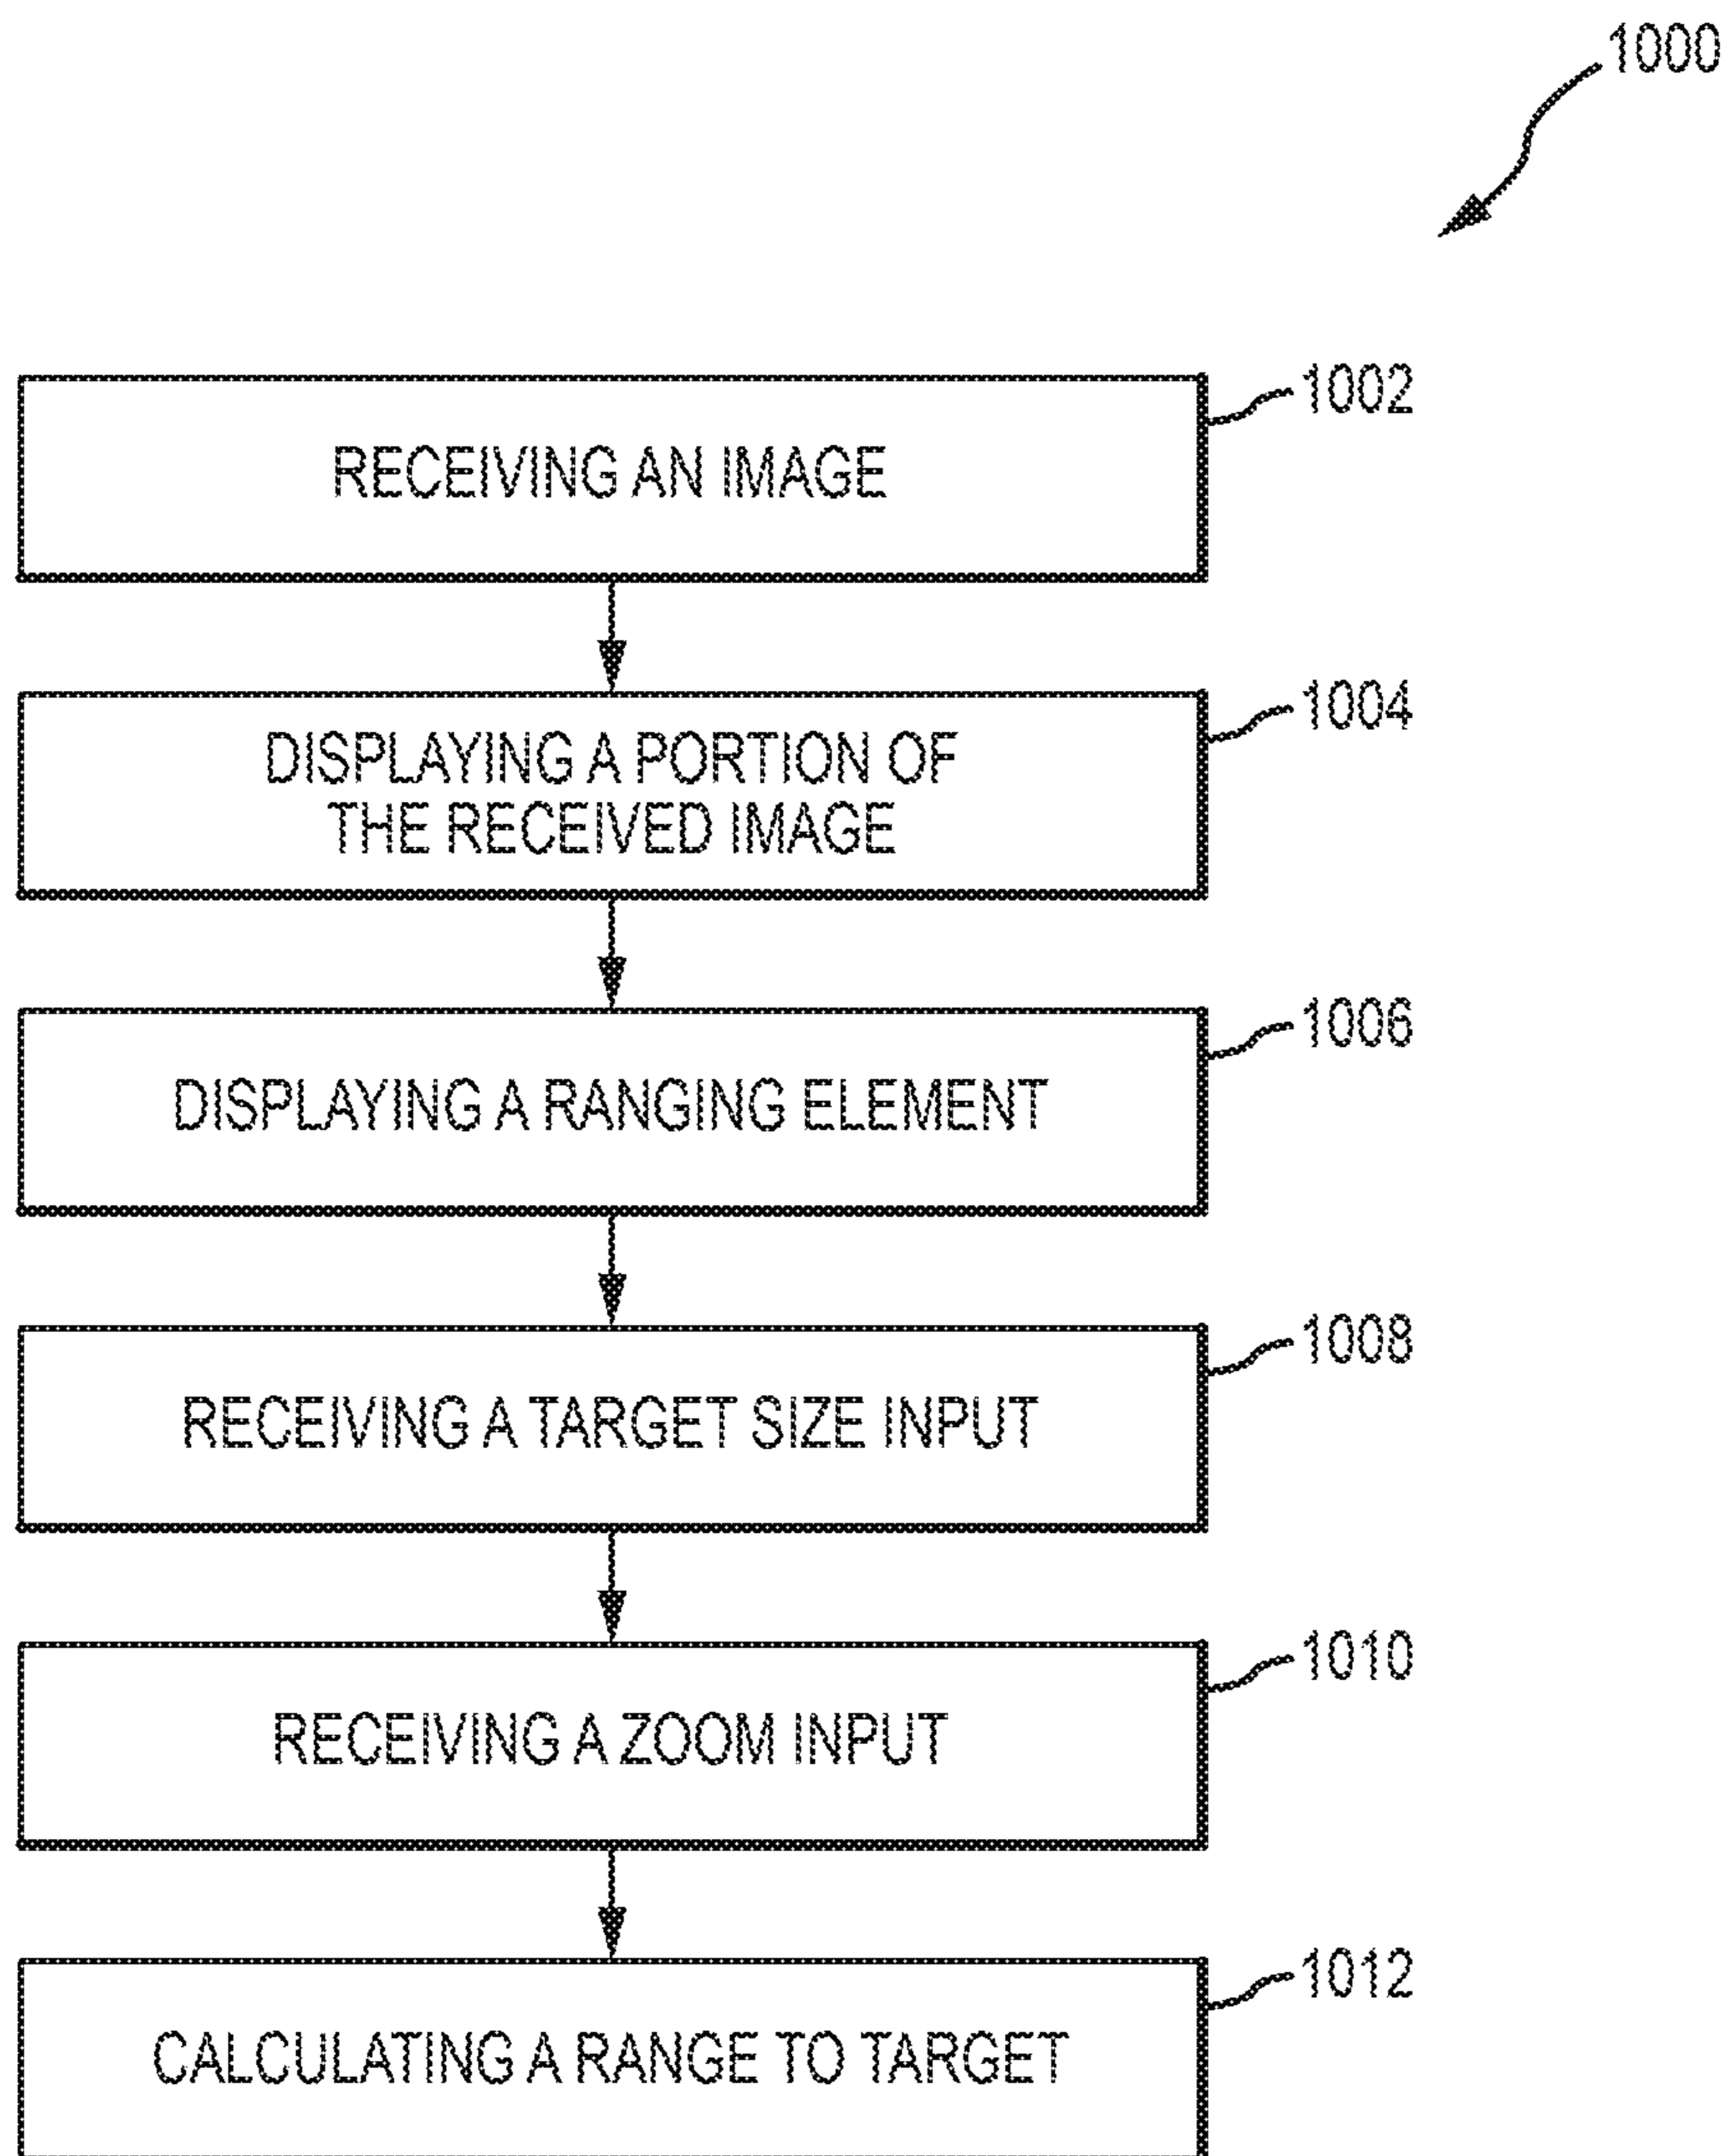 1000
1002
RECEIVING AN IMAGE
1004
DISPLAYING A PORTION OF
THE RECEIVED IMAGE
1006
DISPLAYING A RANGING ELEMENT
1008
RECEIVING A TARGET SIZE INPUT
1010
RECEIVING A ZOOM INPUT
1012
CALCULATING A RANGE TO TARGET